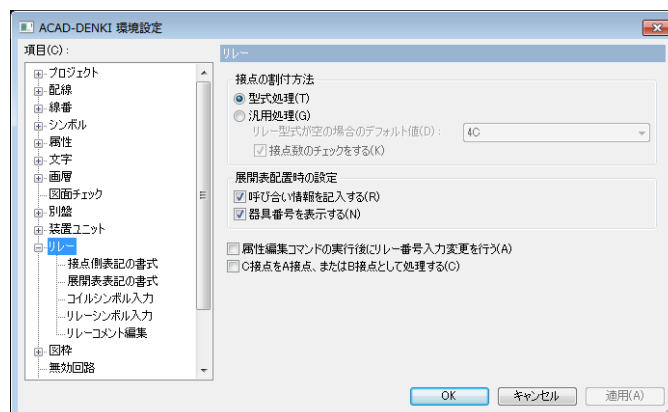 ACAD-DENKI 環境設定
項目(C):
プロジェクト
配線
線番
シンボル
属性
文字
画層
図面チェック
別盤
装置ユニット
リレー
接点側表記の書式
展開表表記の書式
コイルシンボル入力
リレーシンボル入力
リレーコメント編集
図枠
無効回路
リレー
接点の割付方法
型式処理(T)
汎用処理(G)
リレー型式が空の場合のデフォルト値(D): 4C
接点数のチェックをする(K)
展開表配置時の設定
呼び合い情報を記入する(R)
器具番号を表示する(N)
属性編集コマンドの実行後にリレー番号入力変更を行う(A)
C接点をA接点、またはB接点として処理する(C)
OK キャンセル 適用(A)